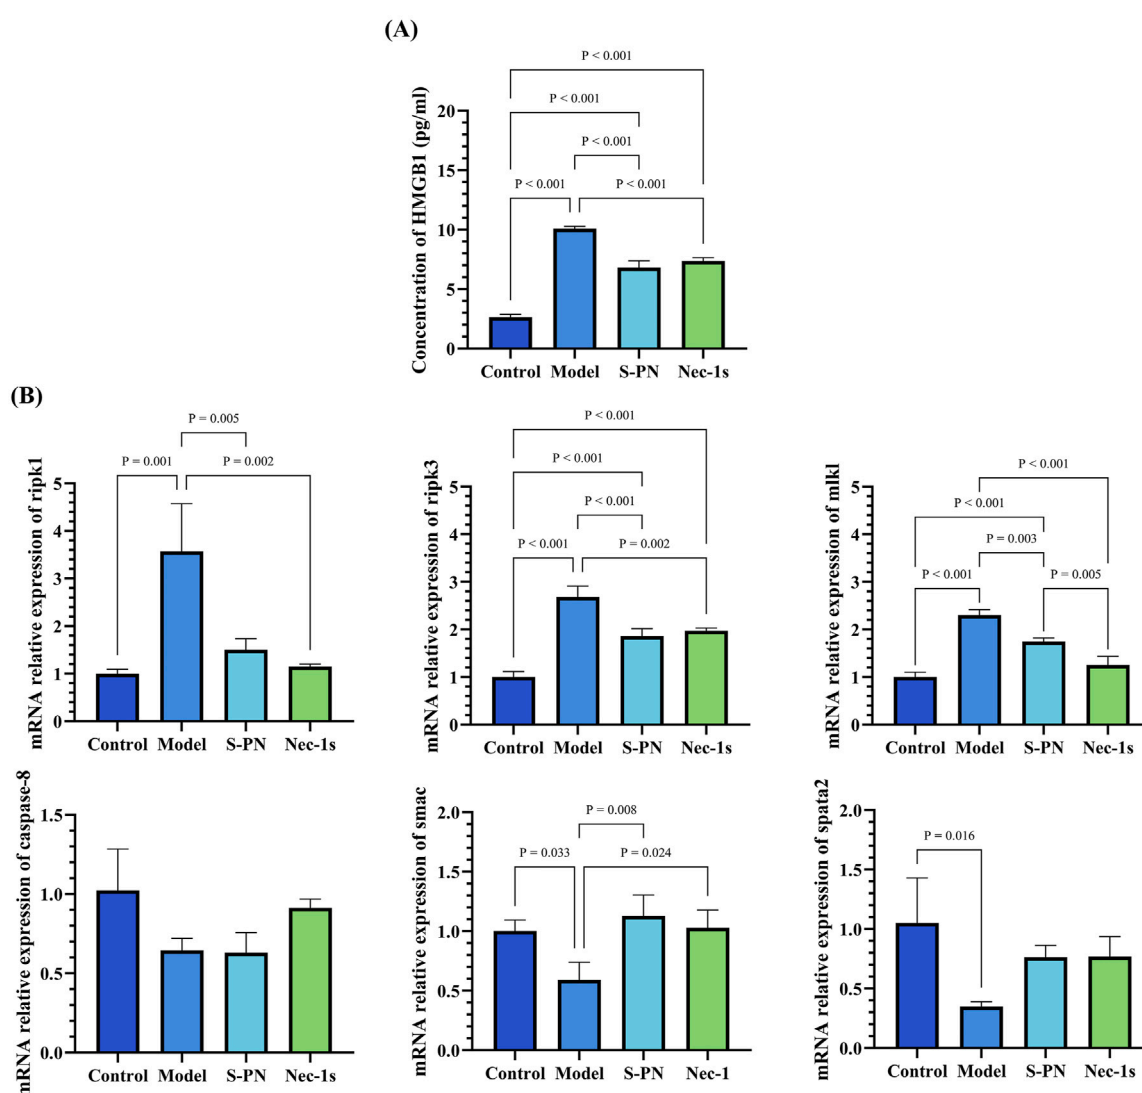 (A)
P < 0.001
P < 0.001
P < 0.001
P < 0.001
P < 0.001
Concentration of HMGB1 (pg/ml)
20
15
10
5
0
Control Model S-PN Nec-1s
(B)
P = 0.005
P = 0.001
P = 0.002
mRNA relative expression of ripk1
5
4
3
2
1
0
Control Model S-PN Nec-1s
P < 0.001
P < 0.001
P < 0.001
P < 0.001
P = 0.002
mRNA relative expression of ripk3
5
4
3
2
1
0
Control Model S-PN Nec-1s
P < 0.001
P < 0.001
P = 0.003
P < 0.001
P = 0.005
mRNA relative expression of mlkl
5
4
3
2
1
0
Control Model S-PN Nec-1s
mRNA relative expression of caspase-8
1.5
1.0
0.5
0.0
Control Model S-PN Nec-1s
P = 0.008
P = 0.033
P = 0.024
mRNA relative expression of smac
2.0
1.5
1.0
0.5
0.0
Control Model S-PN Nec-1
P = 0.016
mRNA relative expression of spata2
2.0
1.5
1.0
0.5
0.0
Control Model S-PN Nec-1s